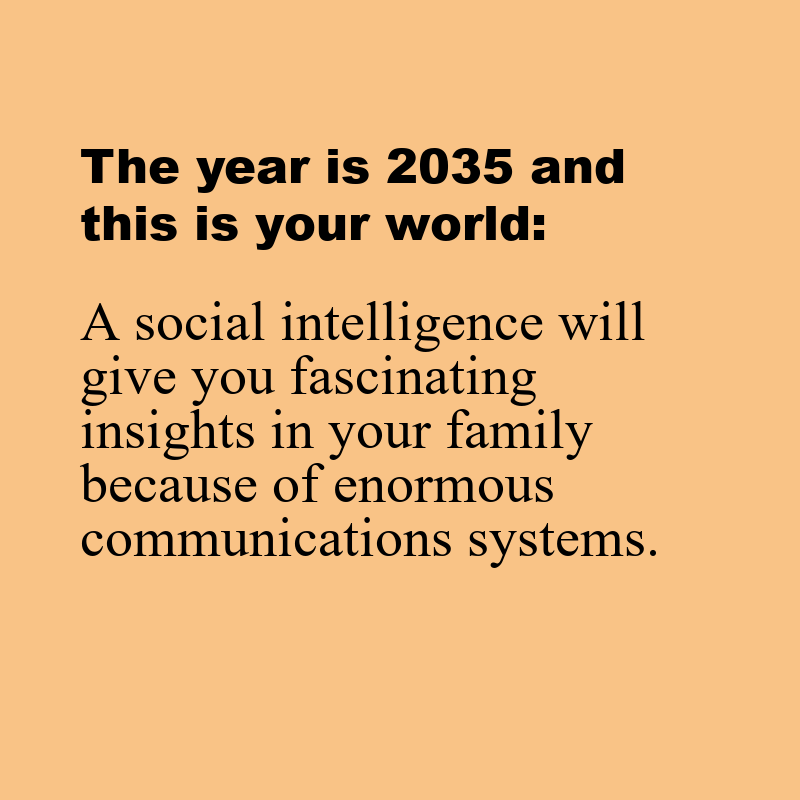 The year is 2035 and
this is your world:
A social intelligence will
give you fascinating
insights in your family
because of enormous
communications systems.